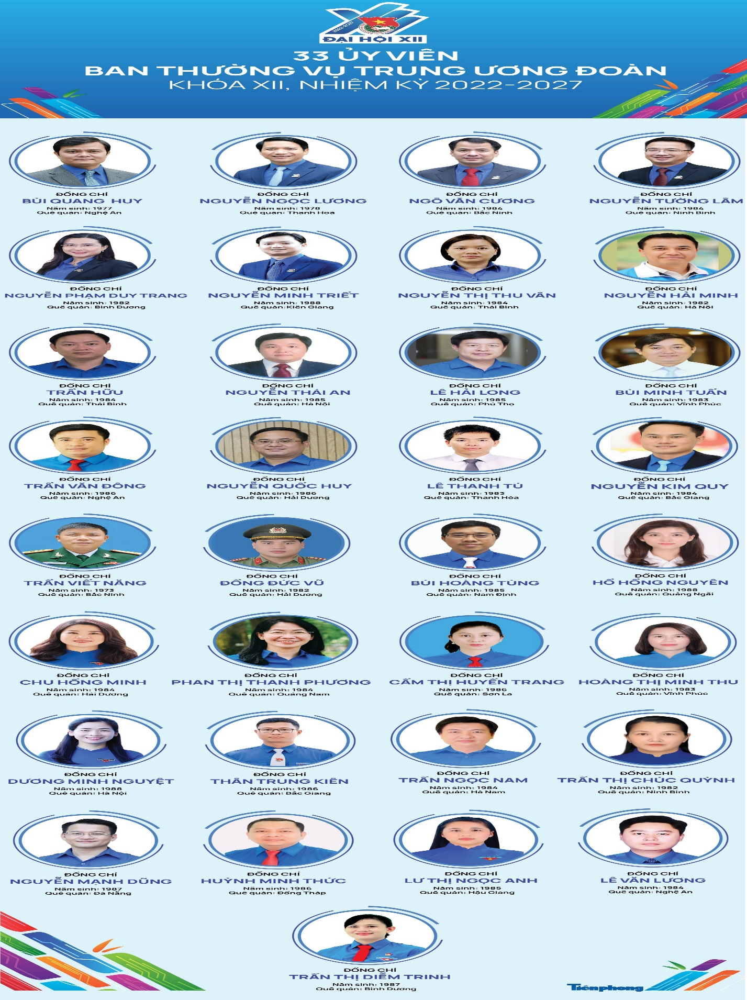 2022-2027
ĐẠI HỘI XII
33 ỦY VIÊN
BAN THƯỜNG VỤ TRUNG ƯƠNG ĐOÀN
KHÓA XII, NHIỆM KỲ 2022-2027
ĐỒNG CHÍ
BÙI QUANG HUY
Năm sinh: 1977
Quê quán: Nghệ An
ĐỒNG CHÍ
NGUYỄN NGỌC LƯƠNG
Năm sinh: 1978
Quê quán: Thanh Hoá
ĐỒNG CHÍ
NGÔ VĂN CƯƠNG
Năm sinh: 1984
Quê quán: Bắc Ninh
ĐỒNG CHÍ
NGUYỄN TƯỜNG LÂM
Năm sinh: 1984
Quê quán: Ninh Bình
ĐỒNG CHÍ
NGUYỄN PHẠM DUY TRANG
Năm sinh: 1982
Quê quán: Bình Dương
ĐỒNG CHÍ
NGUYỄN MINH TRIẾT
Năm sinh: 1988
Quê quán:Kiên Giang
ĐỒNG CHÍ
NGUYỄN THỊ THU VÂN
Năm sinh: 1984
Quê quán: Thái Bình
ĐỒNG CHÍ
NGUYỄN HẢI MINH
Năm sinh: 1982
Quê quán: Hà Nội
ĐỒNG CHÍ
TRẦN HỮU
Năm sinh: 1984
Quê quán: Thái Bình
ĐỒNG CHÍ
NGUYỄN THÁI AN
Năm sinh: 1985
Quê quán: Hà Nội
ĐỒNG CHÍ
LÊ HẢI LONG
Năm sinh: 1985
Quê quán: Phú Thọ
ĐỒNG CHÍ
BÙI MINH TUẤN
Năm sinh: 1983
Quê quán: Vĩnh Phúc
ĐỒNG CHÍ
TRẦN VĂN ĐÔNG
Năm sinh: 1986
Quê quán: Nghệ An
ĐỒNG CHÍ
NGUYỄN QUỐC HUY
Năm sinh: 1986
Quê quán: Hải Dương
ĐỒNG CHÍ
LÊ THANH TÚ
Năm sinh: 1983
Quê quán: Thanh Hóa
ĐỒNG CHÍ
NGUYỄN KIM QUY
Năm sinh: 1984
Quê quán: Bắc Giang
ĐỒNG CHÍ
TRẦN VIẾT NĂNG
Năm sinh: 1973
Quê quán: Bắc Ninh
ĐỒNG CHÍ
ĐỒNG ĐỨC VŨ
Năm sinh: 1982
Quê quán: Hải Dương
ĐỒNG CHÍ
BÙI HOÀNG TÙNG
Năm sinh: 1985
Quê quán: Nam Định
ĐỒNG CHÍ
HỒ HỒNG NGUYÊN
Năm sinh: 1988
Quê quán: Quảng Ngãi
ĐỒNG CHÍ
CHU HỒNG MINH
Năm sinh: 1984
Quê quán: Hải Dương
ĐỒNG CHÍ
PHAN THỊ THANH PHƯƠNG
Năm sinh: 1984
Quê quán: Quảng Nam
ĐỒNG CHÍ
CẦM THỊ HUYỀN TRANG
Năm sinh: 1986
Quê quán: Sơn La
ĐỒNG CHÍ
HOÀNG THỊ MINH THU
Năm sinh: 1983
Quê quán: Vĩnh Phúc
ĐỒNG CHÍ
DƯƠNG MINH NGUYỆT
Năm sinh: 1988
Quê quán: Hà Nội
ĐỒNG CHÍ
THÂN TRUNG KIÊN
Năm sinh: 1986
Quê quán: Bắc Giang
ĐỒNG CHÍ
TRẦN NGỌC NAM
Năm sinh: 1984
Quê quán: Hà Nam
ĐỒNG CHÍ
TRẦN THỊ CHÚC QUỲNH
Năm sinh: 1982
Quê quán: Ninh Bình
ĐỒNG CHÍ
NGUYỄN MẠNH DŨNG
Năm sinh: 1987
Quê quán: Đà Nẵng
ĐỒNG CHÍ
HUỲNH MINH THỨC
Năm sinh: 1986
Quê quán: Đồng Tháp
ĐỒNG CHÍ
LƯ THỊ NGỌC ANH
Năm sinh: 1985
Quê quán: Hậu Giang
ĐỒNG CHÍ
LÊ VĂN LƯƠNG
Năm sinh: 1984
Quê quán: Nghệ An
ĐỒNG CHÍ
TRẦN THỊ DIỄM TRINH
Năm sinh: 1987
Quê quán: Bình Dương
Tiềnphong